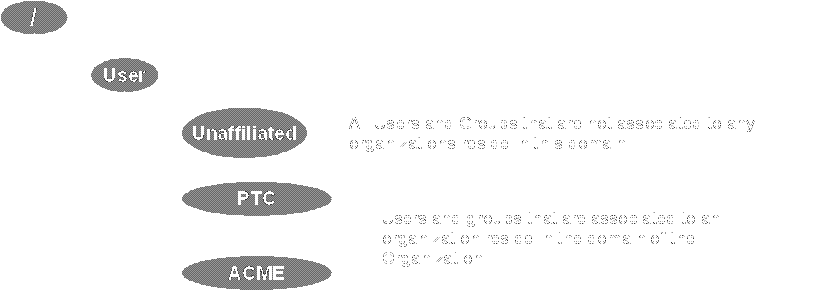 /
User
Unaffiliated
All Users and Groups that are not associated to any
organizations reside in this domain
PTC
Users and groups that are associated to an
organization reside in the domain of the
Organization
ACME